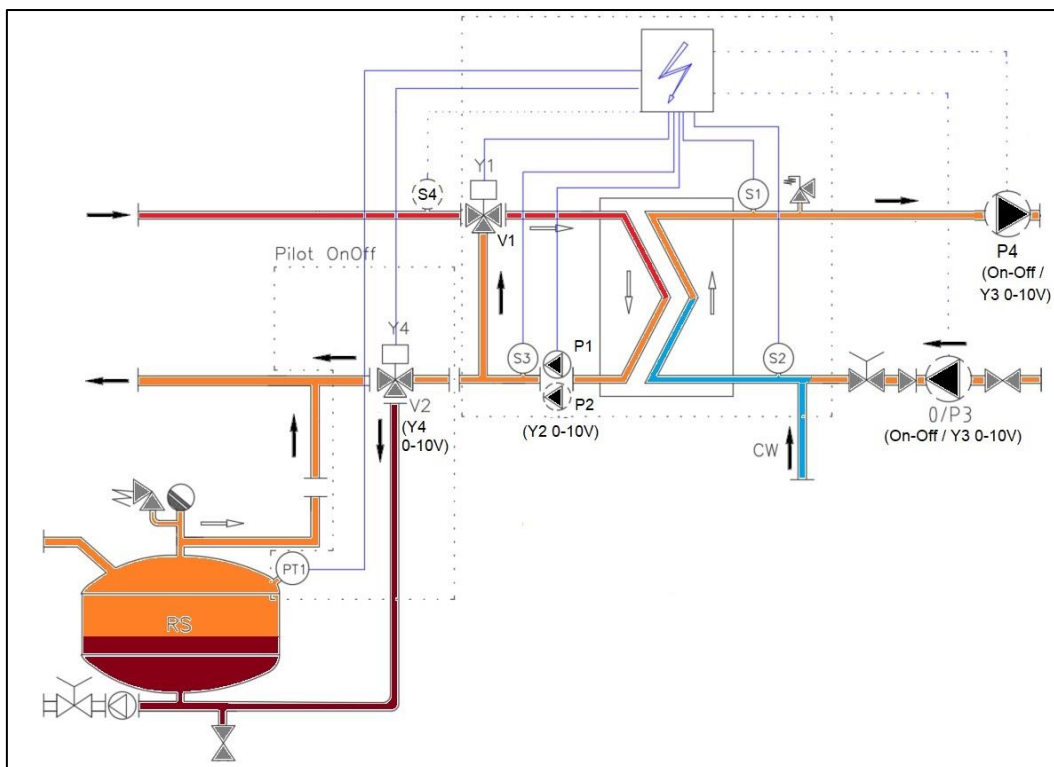 Y1
S4
S1
V1
Pilot OnOff
P4
(On-Off /
Y3 0-10V)
Y4
S3
P1
S2
V2
(Y4
0-10V)
P2
(Y2 0-10V)
0/P3
(On-Off / Y3 0-10V)
CW
PT1
RS